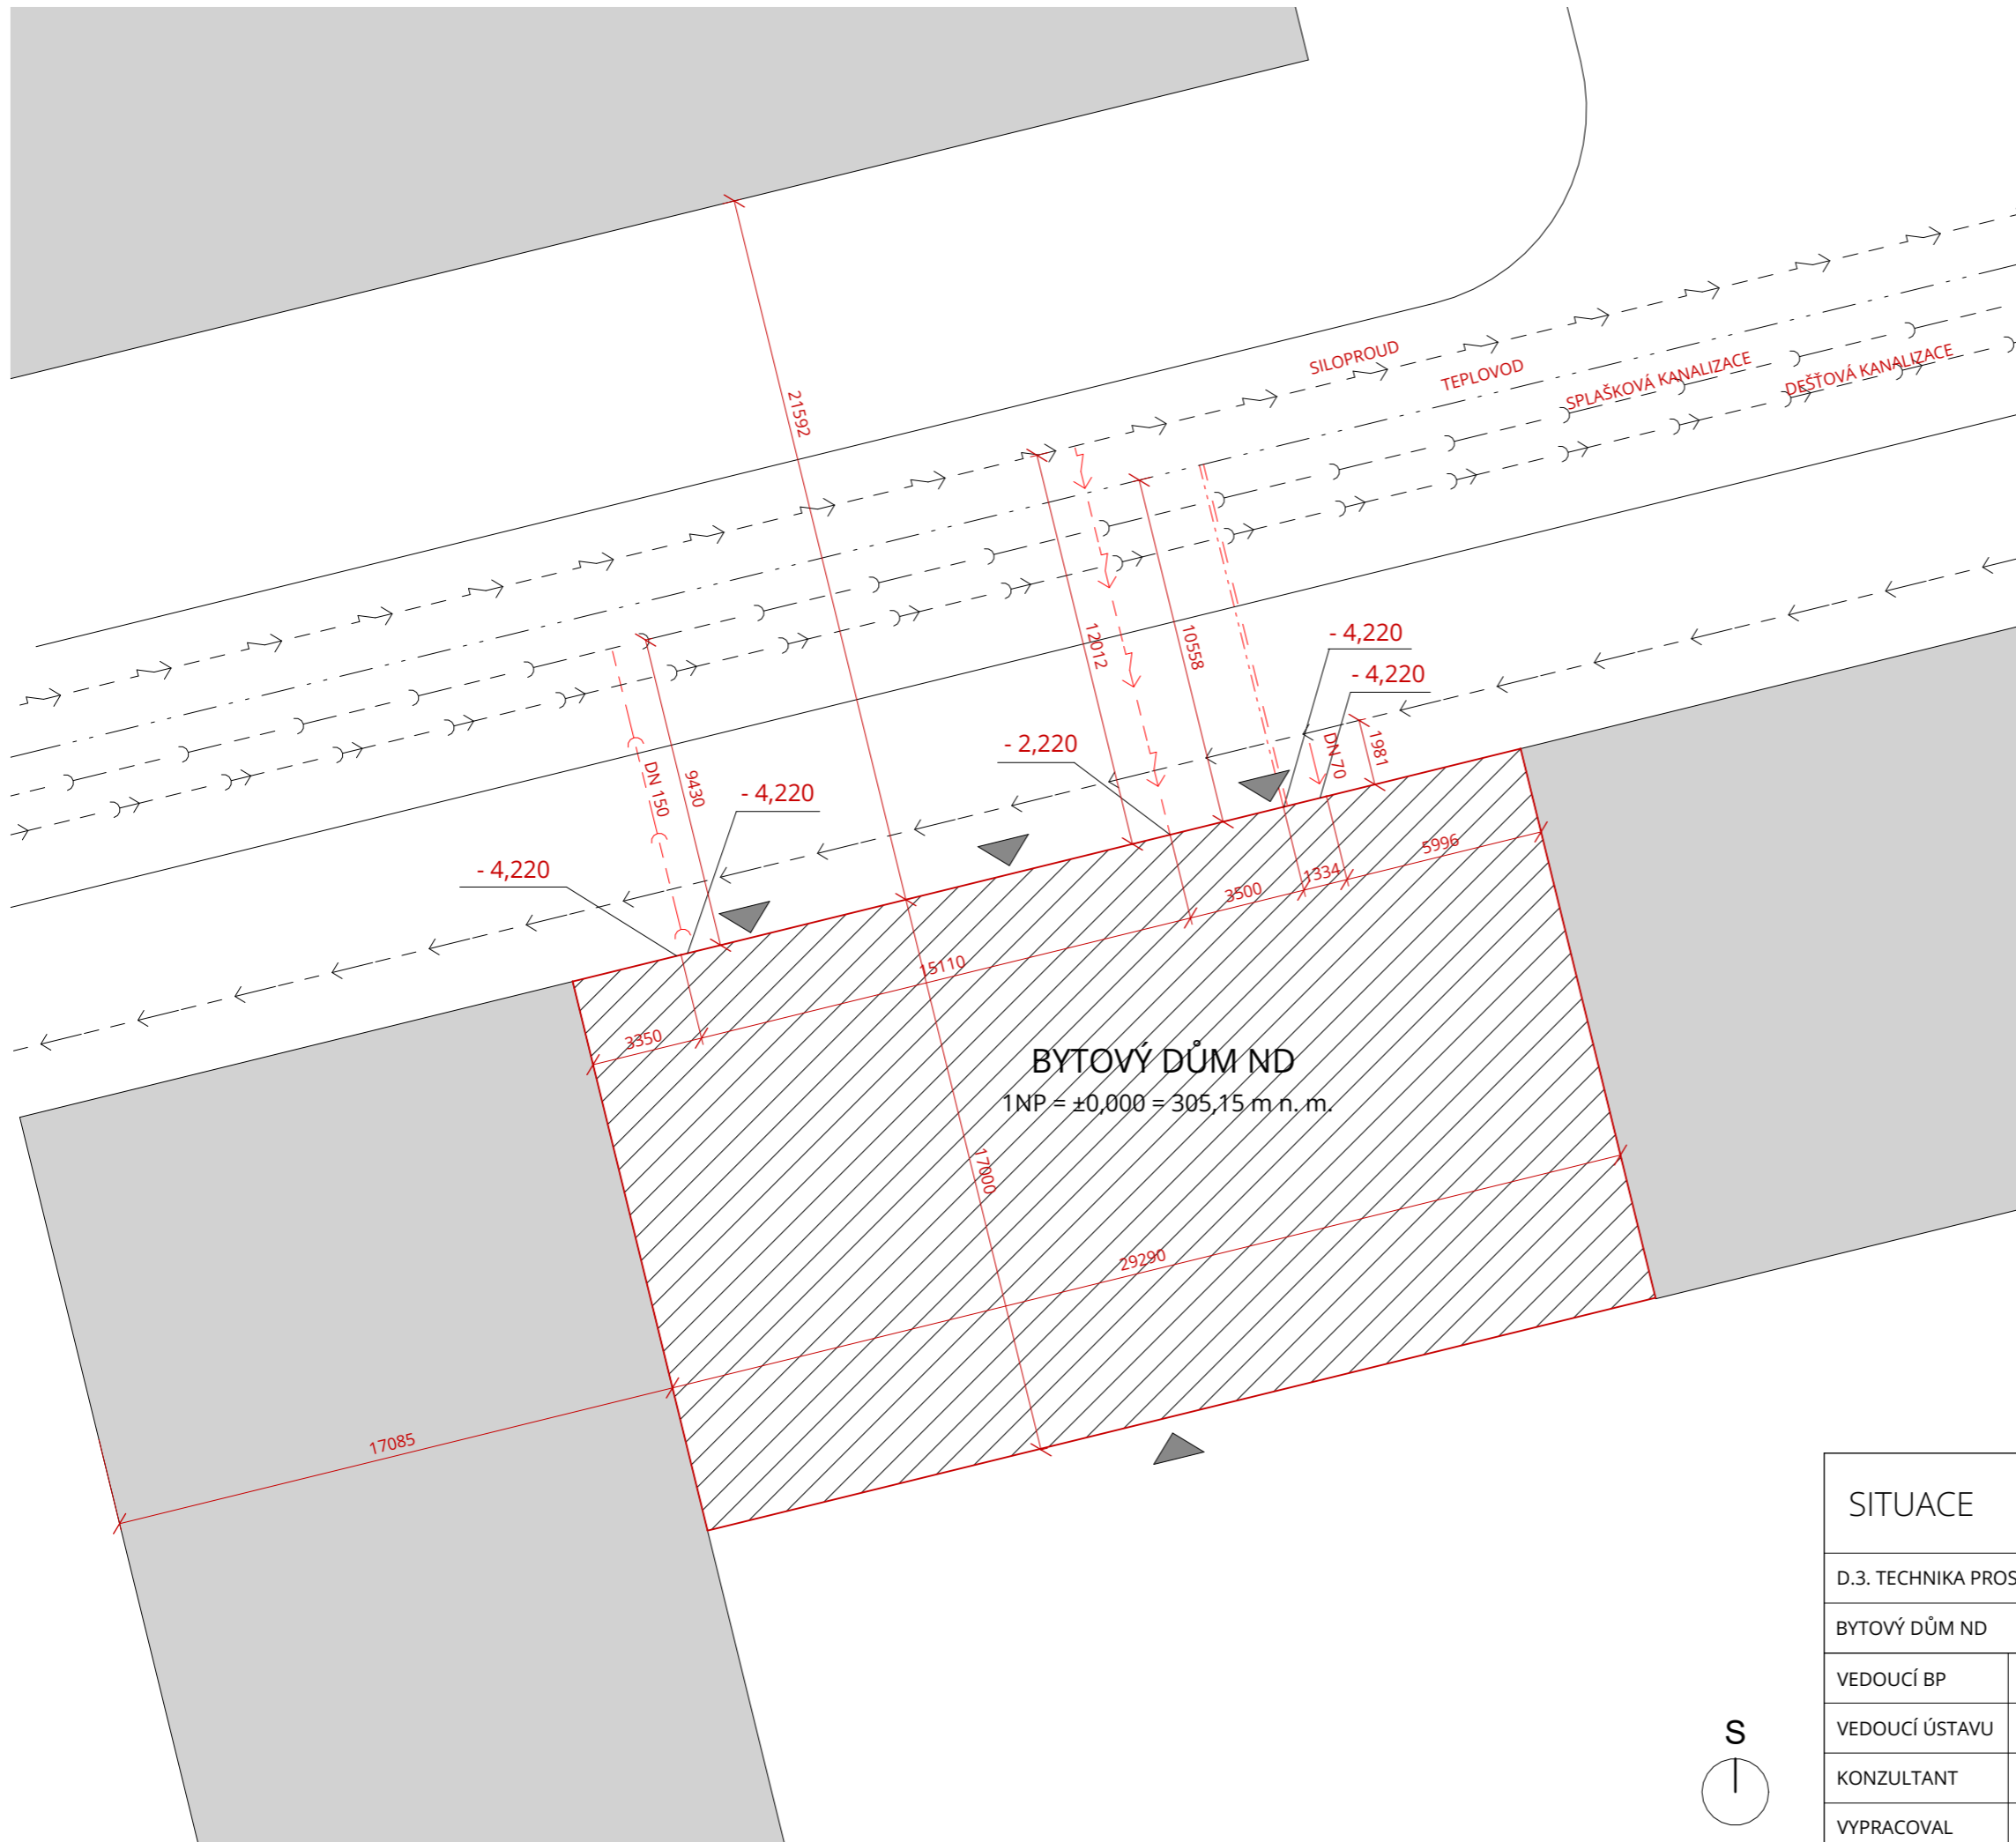 21592
SILOPROUD
TEPLOVOD
SPLAŠKOVÁ KANALIZACE
DEŠŤOVÁ KANALIZACE
12012
10558
- 4,220
- 4,220
- 2,220
DN 70
1981
DN 150
9430
- 4,220
- 4,220
5996
1334
3500
15110
3350
BYTOVÝ DŮM ND
1NP = ±0,000 = 305,15 m n. m.
17000
29290
17085
SITUACE
D.3. TECHNIKA PROS
BYTOVÝ DŮM ND
VEDOUCÍ BP
VEDOUCÍ ÚSTAVU
KONZULTANT
VYPRACOVAL
S